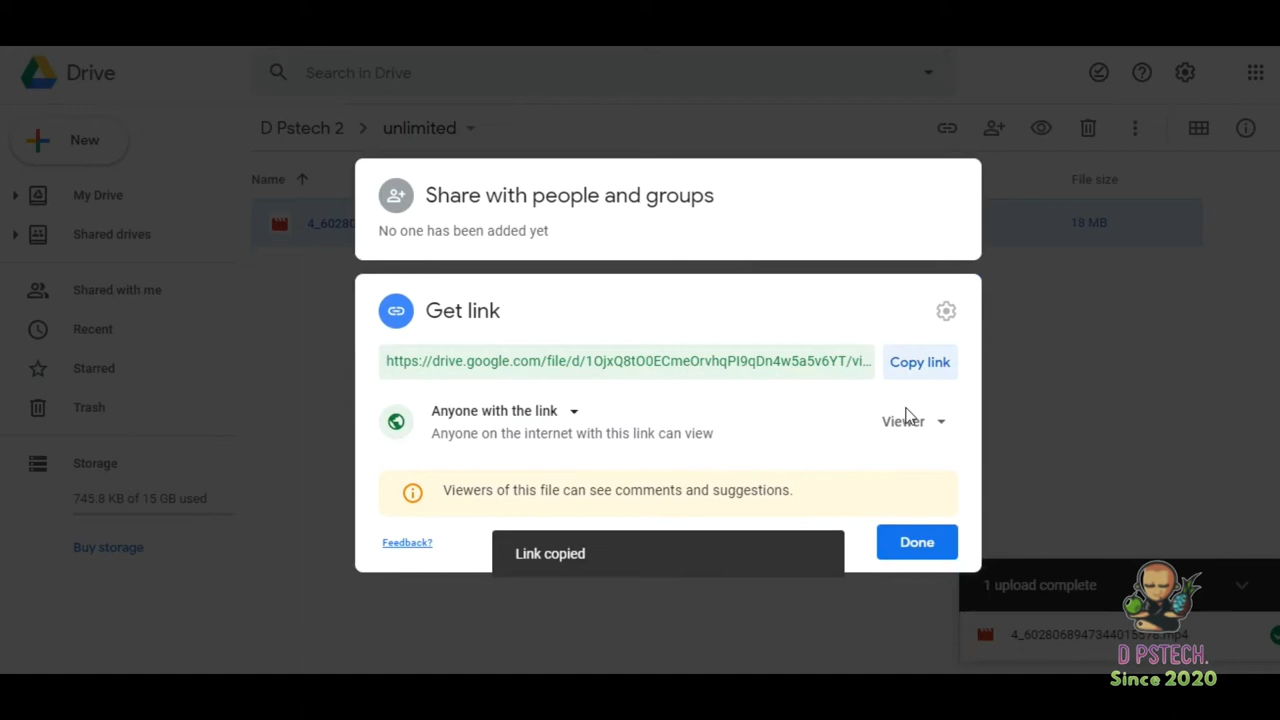 Drive
Search in Drive
New
D Pstech 2
unlimited
Name
File size
My Drive
4_60280
18 MB
Shared drives
Share with people and groups
No one has been added yet
Shared with me
Recent
Starred
Trash
Get link
https://drive.google.com/file/d/1OjxQ8tO0ECmeOrvhqPI9qDn4w5a5v6YT/vi...
Copy link
Anyone with the link
Anyone on the internet with this link can view
Viewer
Storage
745.8 KB of 15 GB used
Buy storage
Viewers of this file can see comments and suggestions.
Feedback?
Link copied
Done
1 upload complete
4_6028068947344015576.mp4
D PSTECH.
Since 2020